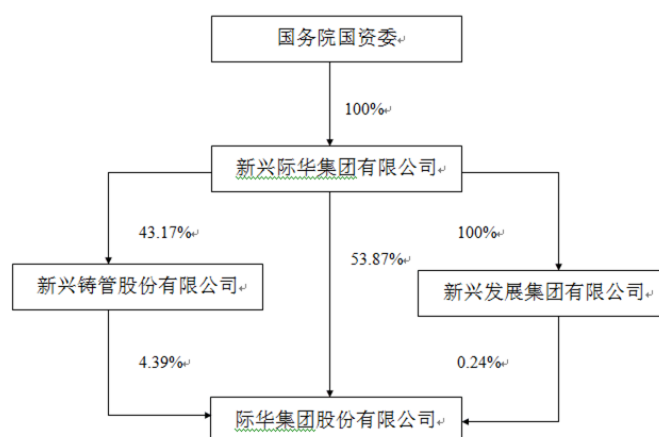 国务院国资委
100%
新兴际华集团有限公司
43.17%
53.87%
100%
新兴铸管股份有限公司
新兴发展集团有限公司
4.39%
0.24%
际华集团股份有限公司